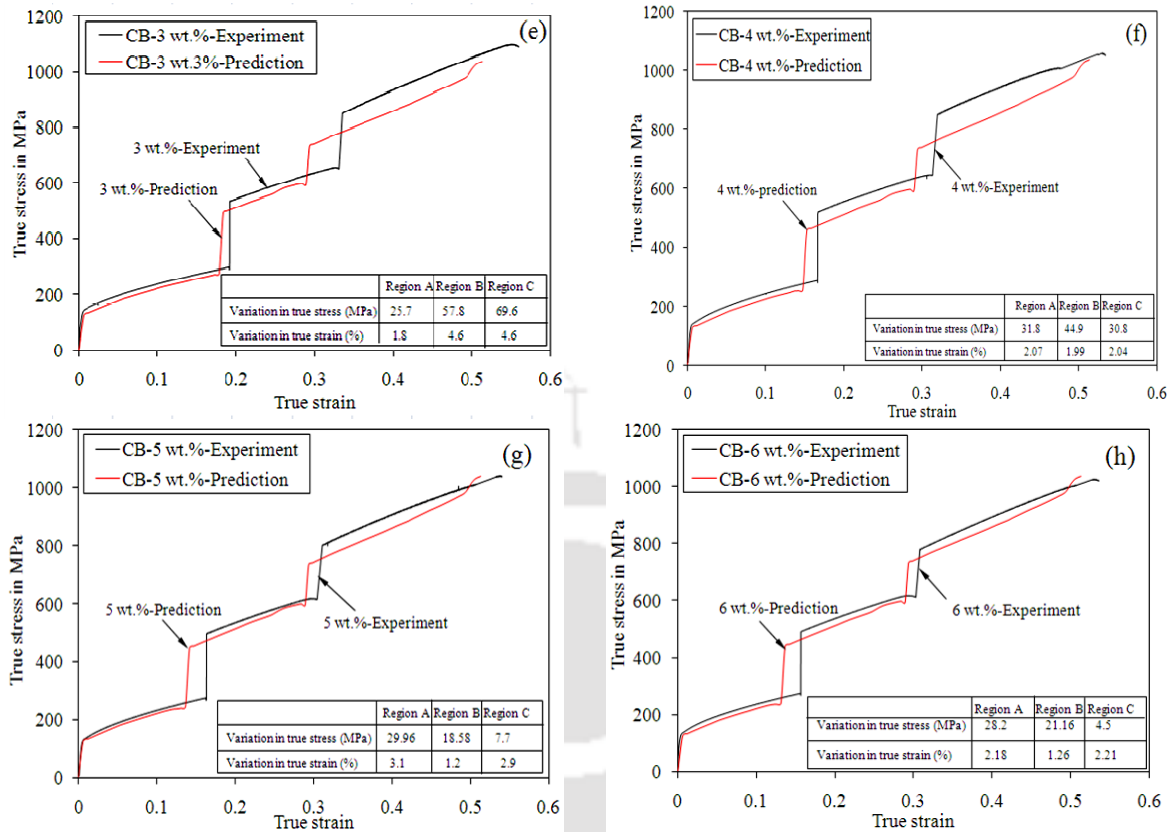 (e)
CB-3 wt.%-Experiment
CB-3 wt.3%-Prediction
1200
1000
800
600
400
200
0
True stress in MPa
3 wt.%-Experiment
3 wt.%-Prediction
Region A Region B Region C
Variation in true stress (MPa) 25.7 57.8 69.6
Variation in true strain (%) 1.8 4.6 4.6
0 0.1 0.2 0.3 0.4 0.5 0.6
True strain
(f)
CB-4 wt.%-Experiment
CB-4 wt.%-Prediction
1200
1000
800
600
400
200
0
True stress in MPa
4 wt.%-prediction
4 wt.%-Experiment
Region A Region B Region C
Variation in true stress (MPa) 31.8 44.9 30.8
Variation in true strain (%) 2.07 1.99 2.04
0 0.1 0.2 0.3 0.4 0.5 0.6
True strain
(g)
CB-5 wt.%-Experiment
CB-5 wt.%-Prediction
1200
1000
800
600
400
200
0
True stress in MPa
5 wt.%-Prediction
5 wt.%-Experiment
Region A Region B Region C
Variation in true stress (MPa) 29.96 18.58 7.7
Variation in true strain (%) 3.1 1.2 2.9
0 0.1 0.2 0.3 0.4 0.5 0.6
True strain
(h)
CB-6 wt.%-Experiment
CB-6 wt.%-Prediction
1200
1000
800
600
400
200
0
True stress in MPa
6 wt.%-Prediction
6 wt.%-Experiment
Region A Region B Region C
Variation in true stress (MPa) 28.2 21.16 4.5
Variation in true strain (%) 2.18 1.26 2.21
0 0.1 0.2 0.3 0.4 0.5 0.6
True strain